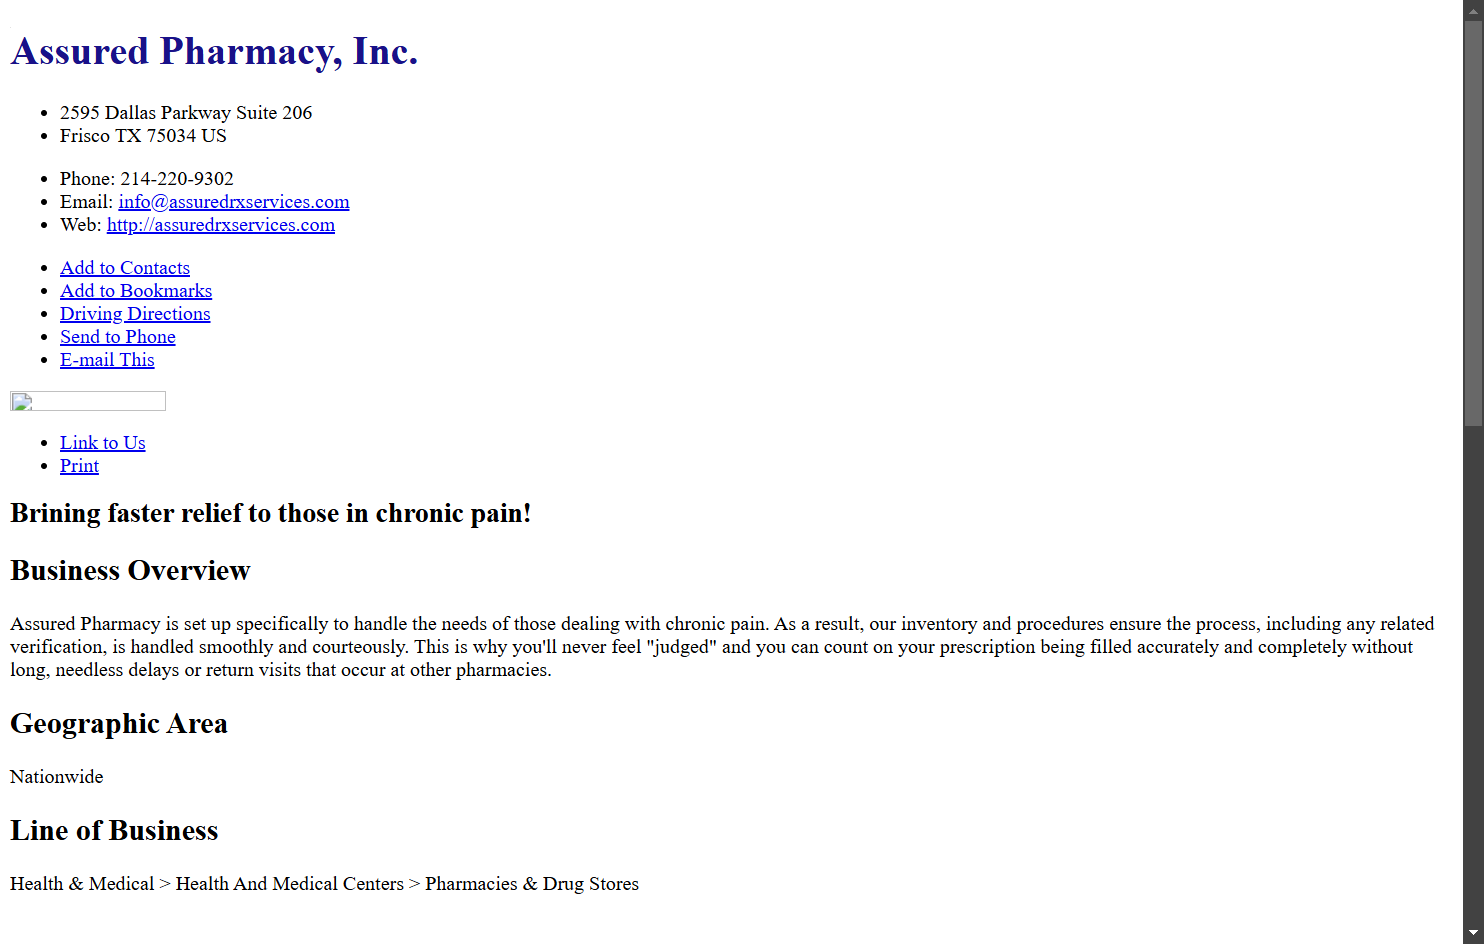 Assured Pharmacy, Inc.
2595 Dallas Parkway Suite 206
Frisco TX 75034 US
Phone: 214-220-9302
Email: info@assuredrxservices.com
Web: http://assuredrxservices.com
Add to Contacts
Add to Bookmarks
Driving Directions
Send to Phone
E-mail This
Link to Us
Print
Brining faster relief to those in chronic pain!
Business Overview
Assured Pharmacy is set up specifically to handle the needs of those dealing with chronic pain. As a result, our inventory and procedures ensure the process, including any related
verification, is handled smoothly and courteously. This is why you'll never feel "judged" and you can count on your prescription being filled accurately and completely without
long, needless delays or return visits that occur at other pharmacies.
Geographic Area
Nationwide
Line of Business
Health & Medical > Health And Medical Centers > Pharmacies & Drug Stores